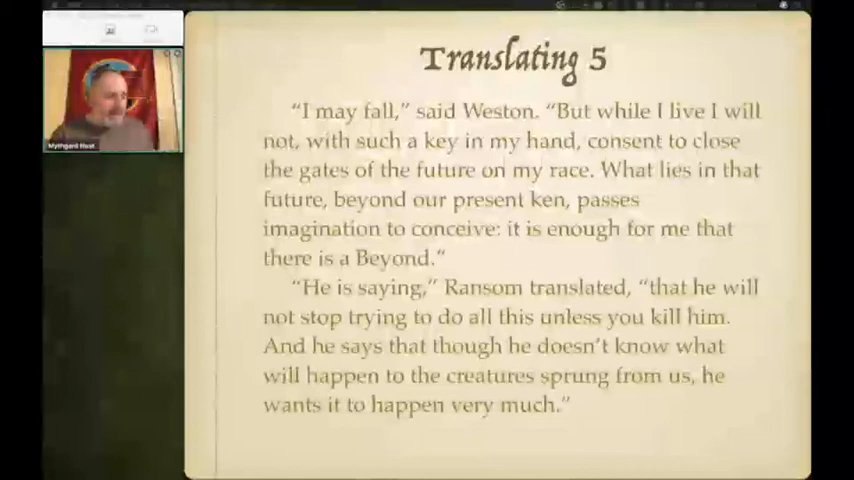 Translating 5
“I may fall,” said Weston. “But while I live I will
not, with such a key in my hand, consent to close
the gates of the future on my race. What lies in that
future, beyond our present ken, passes
imagination to conceive: it is enough for me that
there is a Beyond.”
“He is saying,” Ransom translated, “that he will
not stop trying to do all this unless you kill him.
And he says that though he doesn’t know what
will happen to the creatures sprung from us, he
wants it to happen very much.”
Mythgard Host